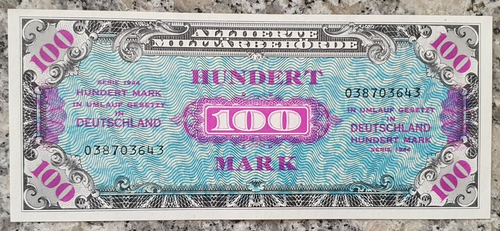 ALLIIERTE
MILITÄRBEHÖRDE
100
100
HUNDERT
SERIE 1944
HUNDERT MARK
IN UMLAUF GESETZT
IN
DEUTSCHLAND
038703643
100
038703643
IN UMLAUF GESETZT
IN
DEUTSCHLAND
HUNDERT MARK
SERIE 1944
MARK
100
100